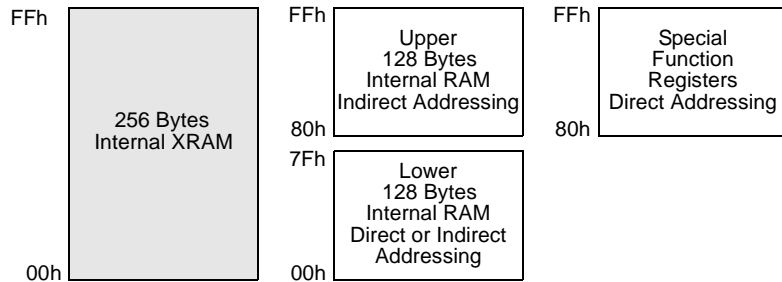 FFh
256 Bytes
Internal XRAM
00h
FFh
Upper
128 Bytes
Internal RAM
Indirect Addressing
80h
7Fh
Lower
128 Bytes
Internal RAM
Direct or Indirect
Addressing
00h
FFh
Special
Function
Registers
Direct Addressing
80h